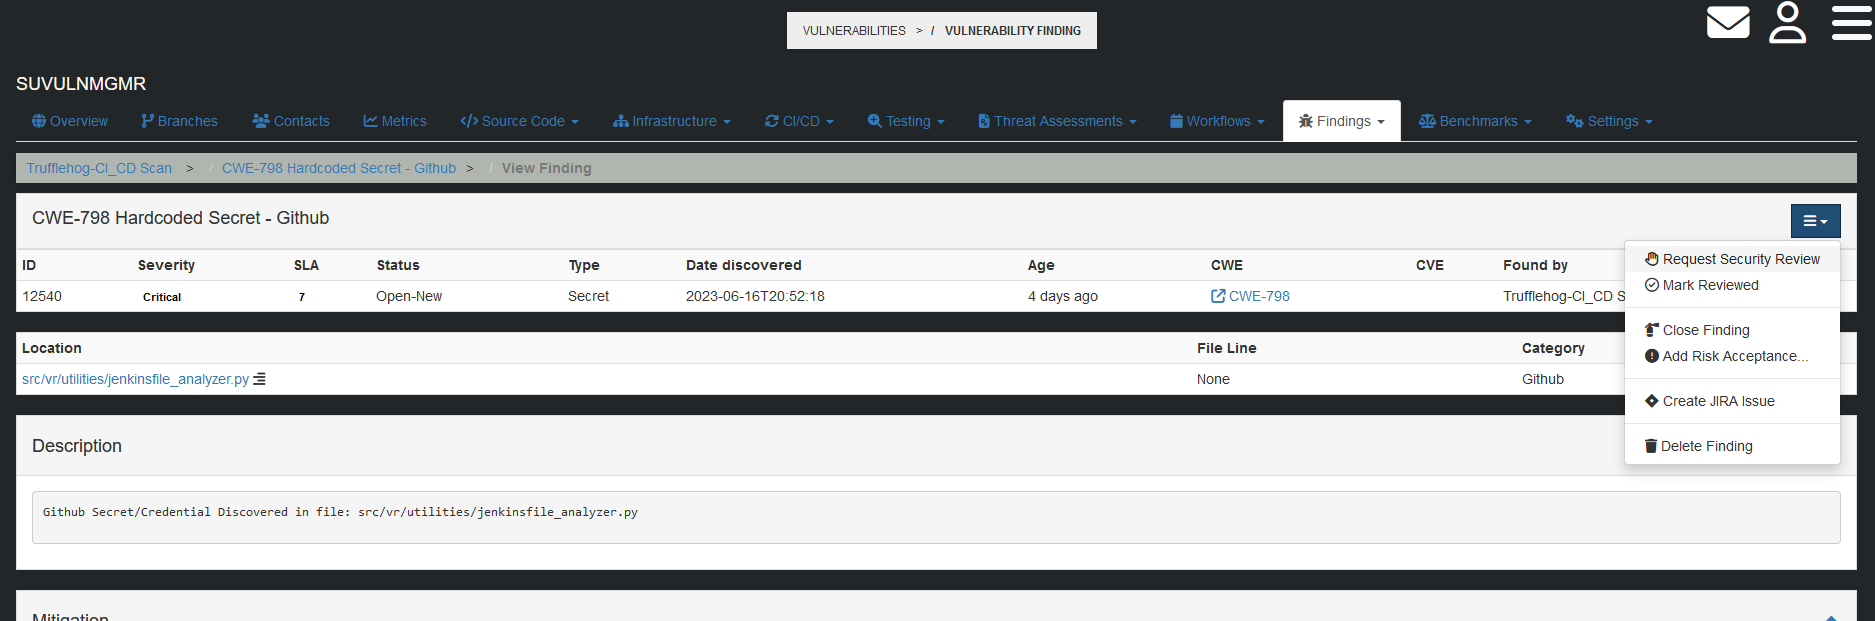 VULNERABILITIES > / VULNERABILITY FINDING
SUVULNMGMR
Overview Branches Contacts Metrics Source Code Infrastructure CI/CD Testing Threat Assessments Workflows Findings Benchmarks Settings
Trufflehog-CI_CD Scan > / CWE-798 Hardcoded Secret - Github > / View Finding
CWE-798 Hardcoded Secret - Github
ID Severity SLA Status Type Date discovered Age CWE CVE Found by
12540 Critical 7 Open-New Secret 2023-06-16T20:52:18 4 days ago CWE-798 Trufflehog-CI_CD S
Request Security Review
Mark Reviewed
Close Finding
Add Risk Acceptance...
Create JIRA Issue
Delete Finding
Location File Line Category
src/vr/utilities/jenkinsfile_analyzer.py None Github
Description
Github Secret/Credential Discovered in file: src/vr/utilities/jenkinsfile_analyzer.py
Mitigation